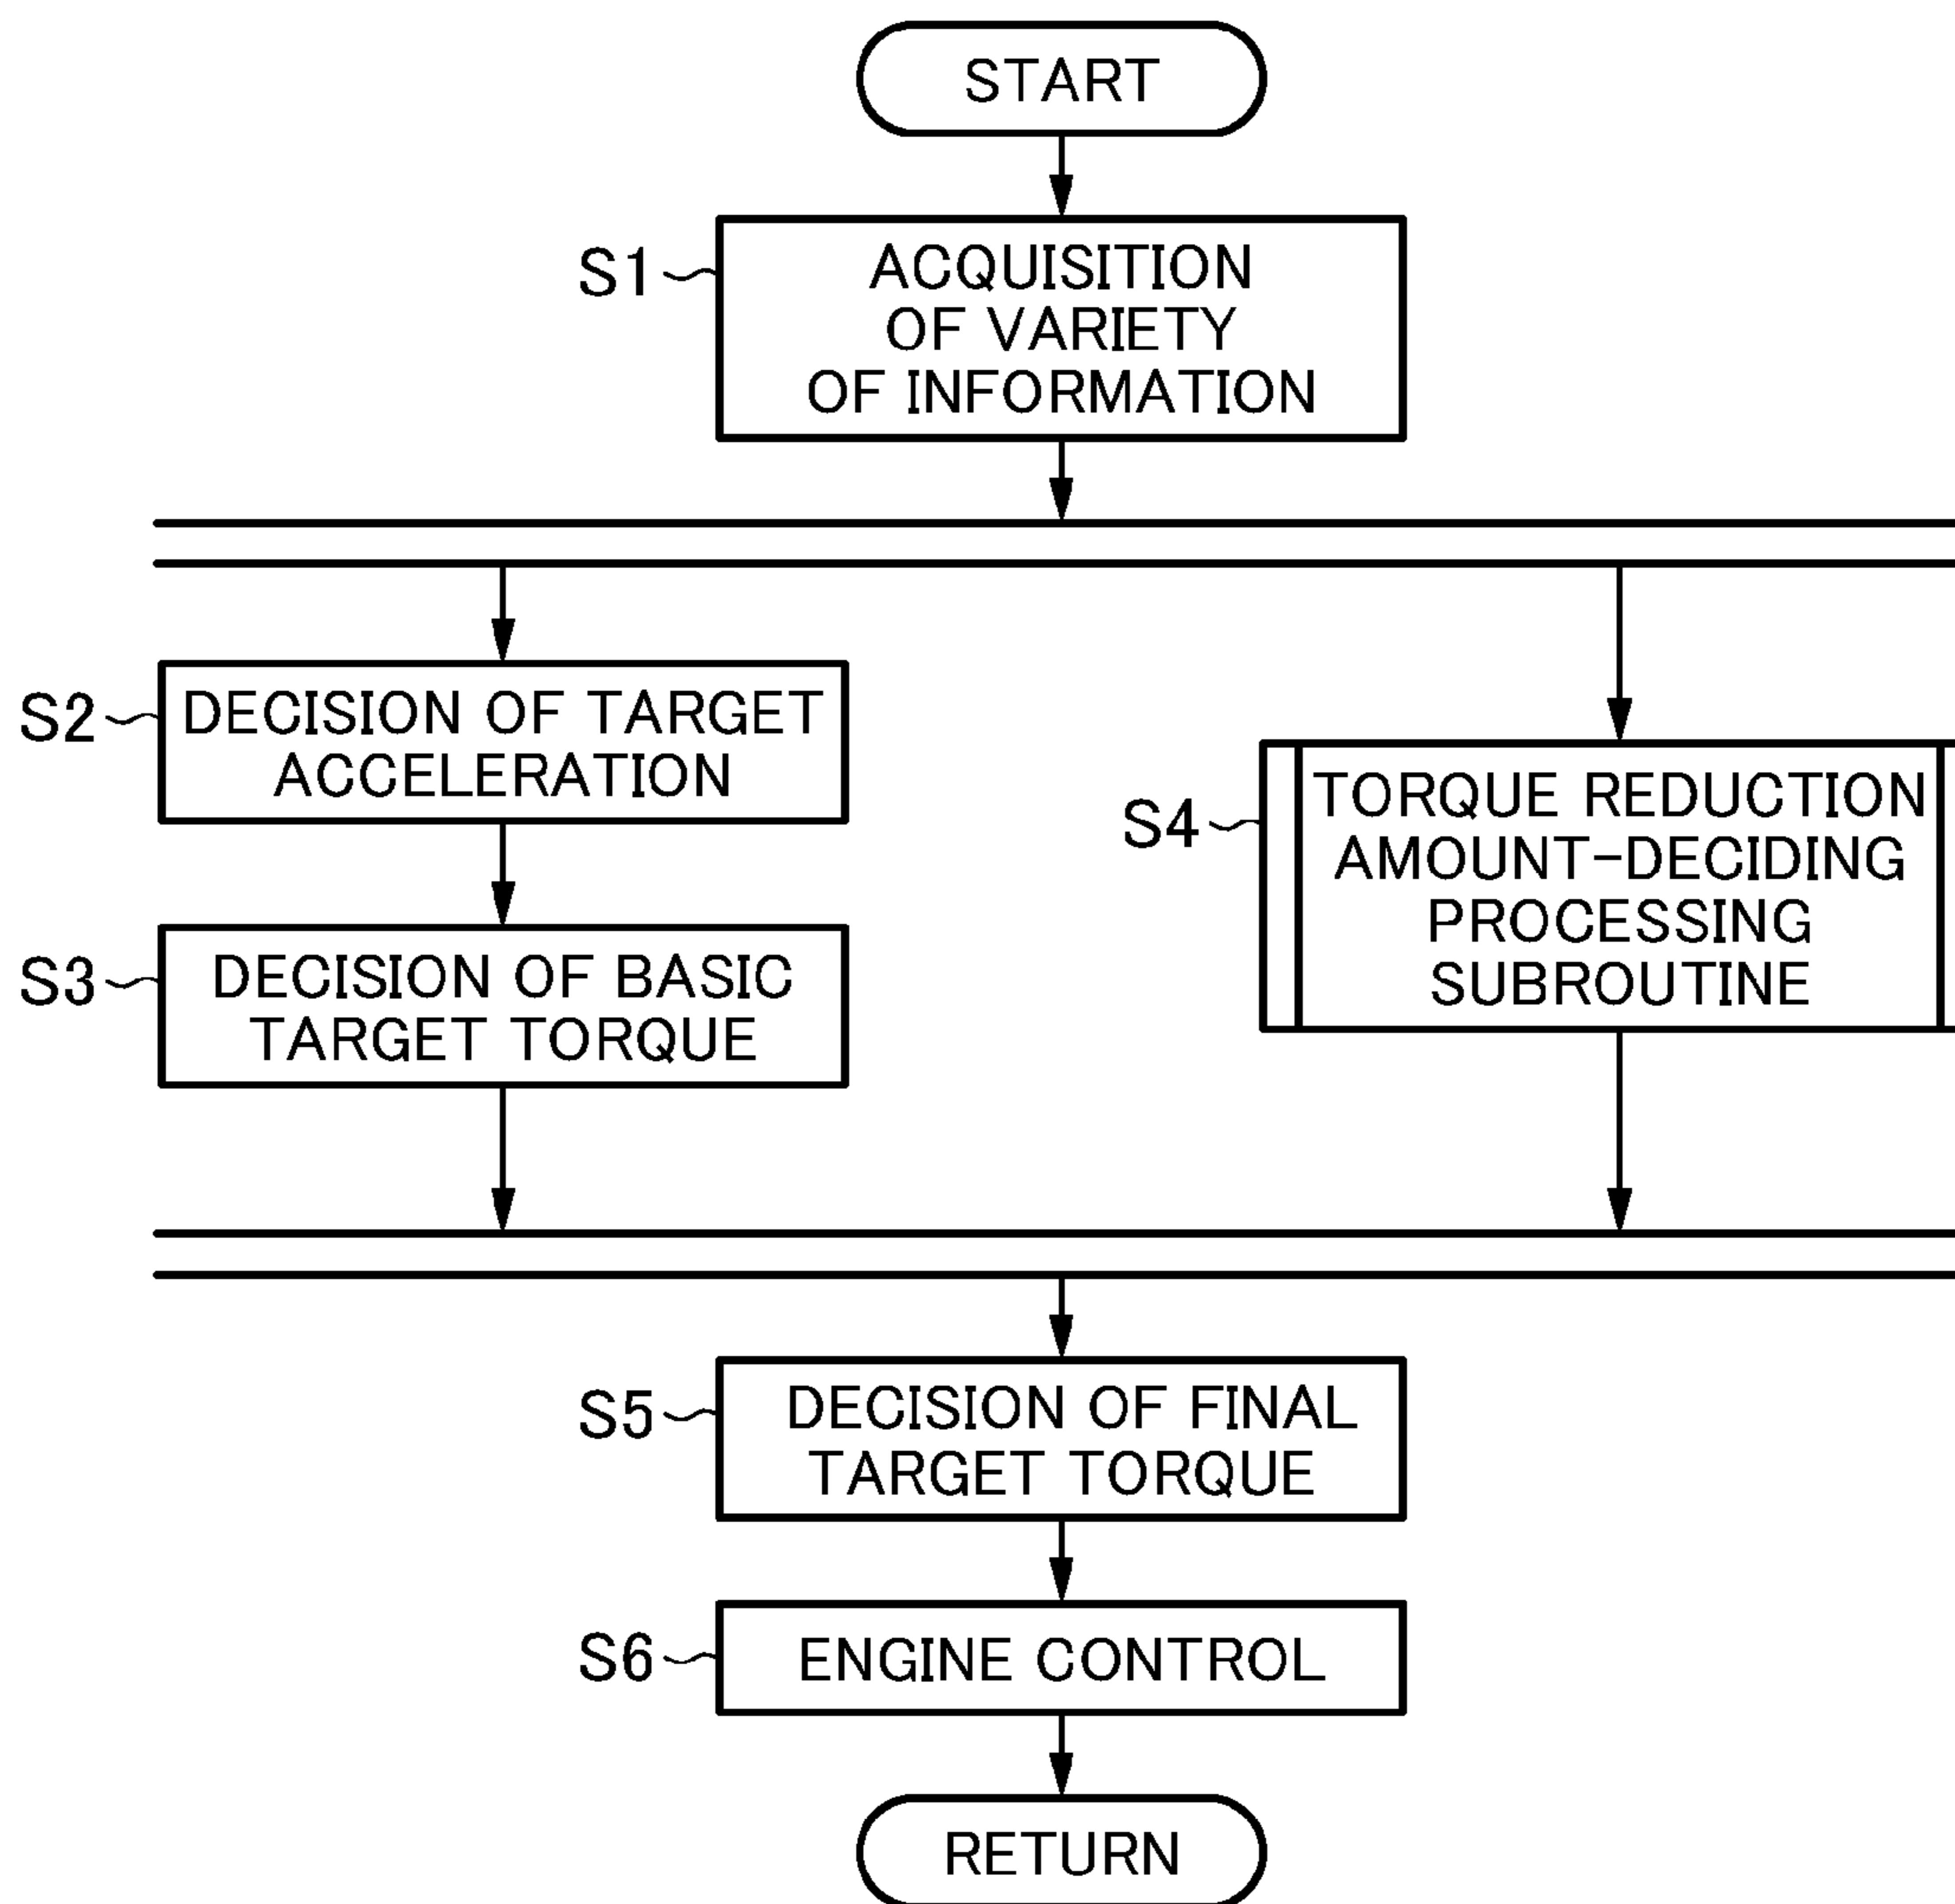 START
S1
ACQUISITION
OF VARIETY
OF INFORMATION
S2
DECISION OF TARGET
ACCELERATION
S3
DECISION OF BASIC
TARGET TORQUE
S4
TORQUE REDUCTION
AMOUNT-DECIDING
PROCESSING
SUBROUTINE
S5
DECISION OF FINAL
TARGET TORQUE
S6
ENGINE CONTROL
RETURN